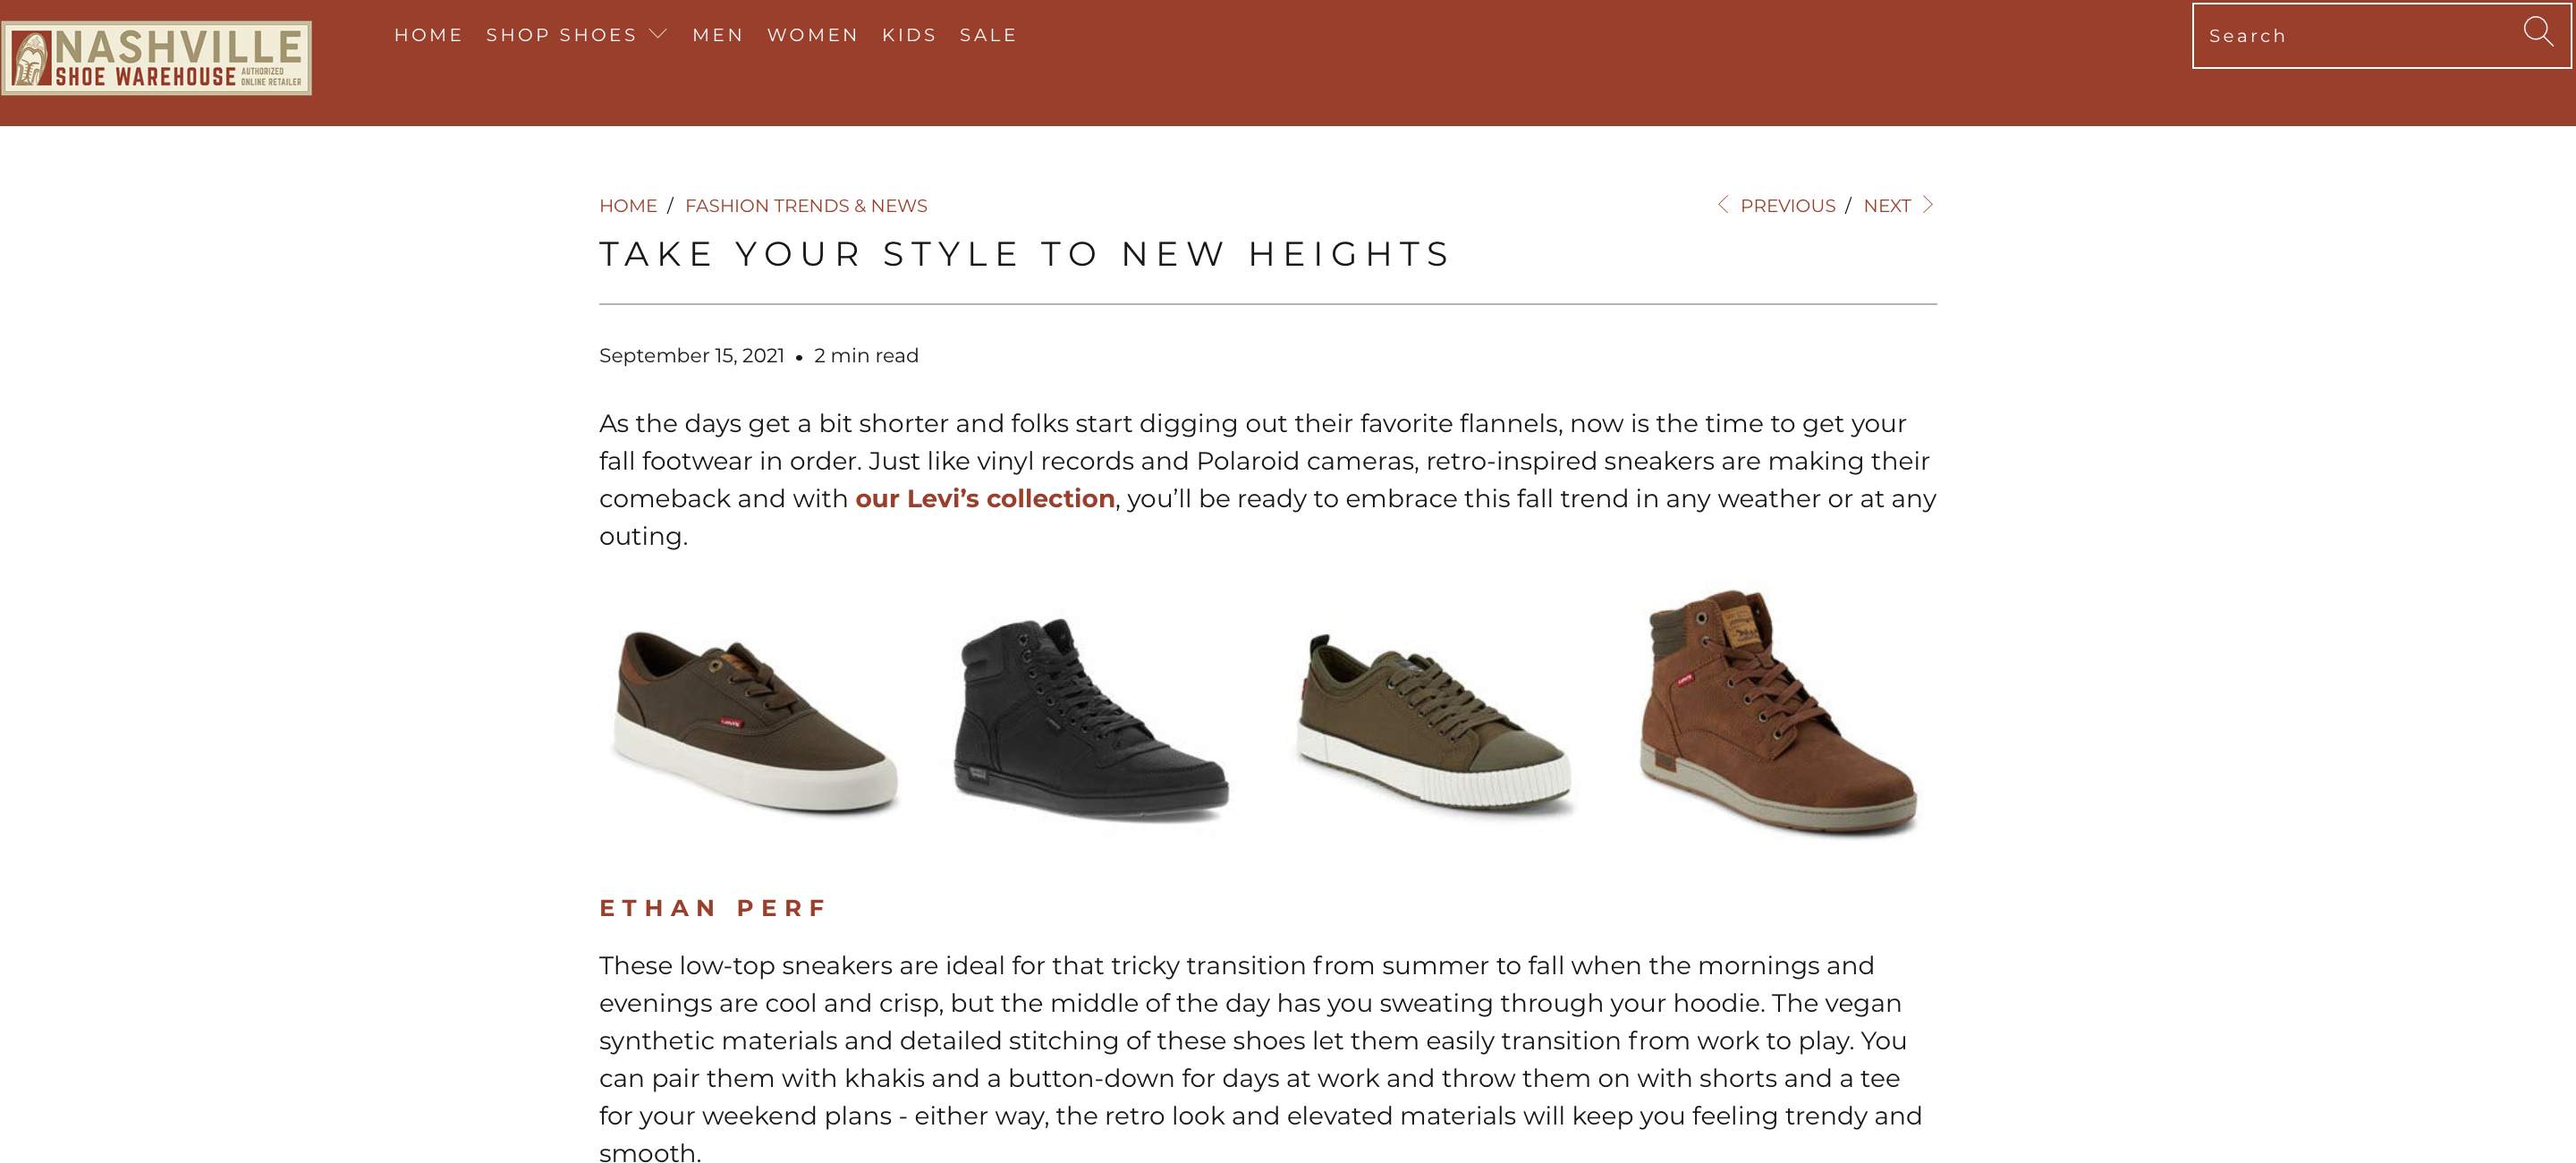 NASHVILLE
SHOE WAREHOUSE AUTHORIZED
ONLINE RETAILER
HOME SHOP SHOES MEN WOMEN KIDS SALE
Search
HOME / FASHION TRENDS & NEWS
PREVIOUS / NEXT
TAKE YOUR STYLE TO NEW HEIGHTS
September 15, 2021 • 2 min read
As the days get a bit shorter and folks start digging out their favorite flannels, now is the time to get your
fall footwear in order. Just like vinyl records and Polaroid cameras, retro-inspired sneakers are making their
comeback and with our Levi’s collection, you’ll be ready to embrace this fall trend in any weather or at any
outing.
ETHAN PERF
These low-top sneakers are ideal for that tricky transition from summer to fall when the mornings and
evenings are cool and crisp, but the middle of the day has you sweating through your hoodie. The vegan
synthetic materials and detailed stitching of these shoes let them easily transition from work to play. You
can pair them with khakis and a button-down for days at work and throw them on with shorts and a tee
for your weekend plans - either way, the retro look and elevated materials will keep you feeling trendy and
smooth.